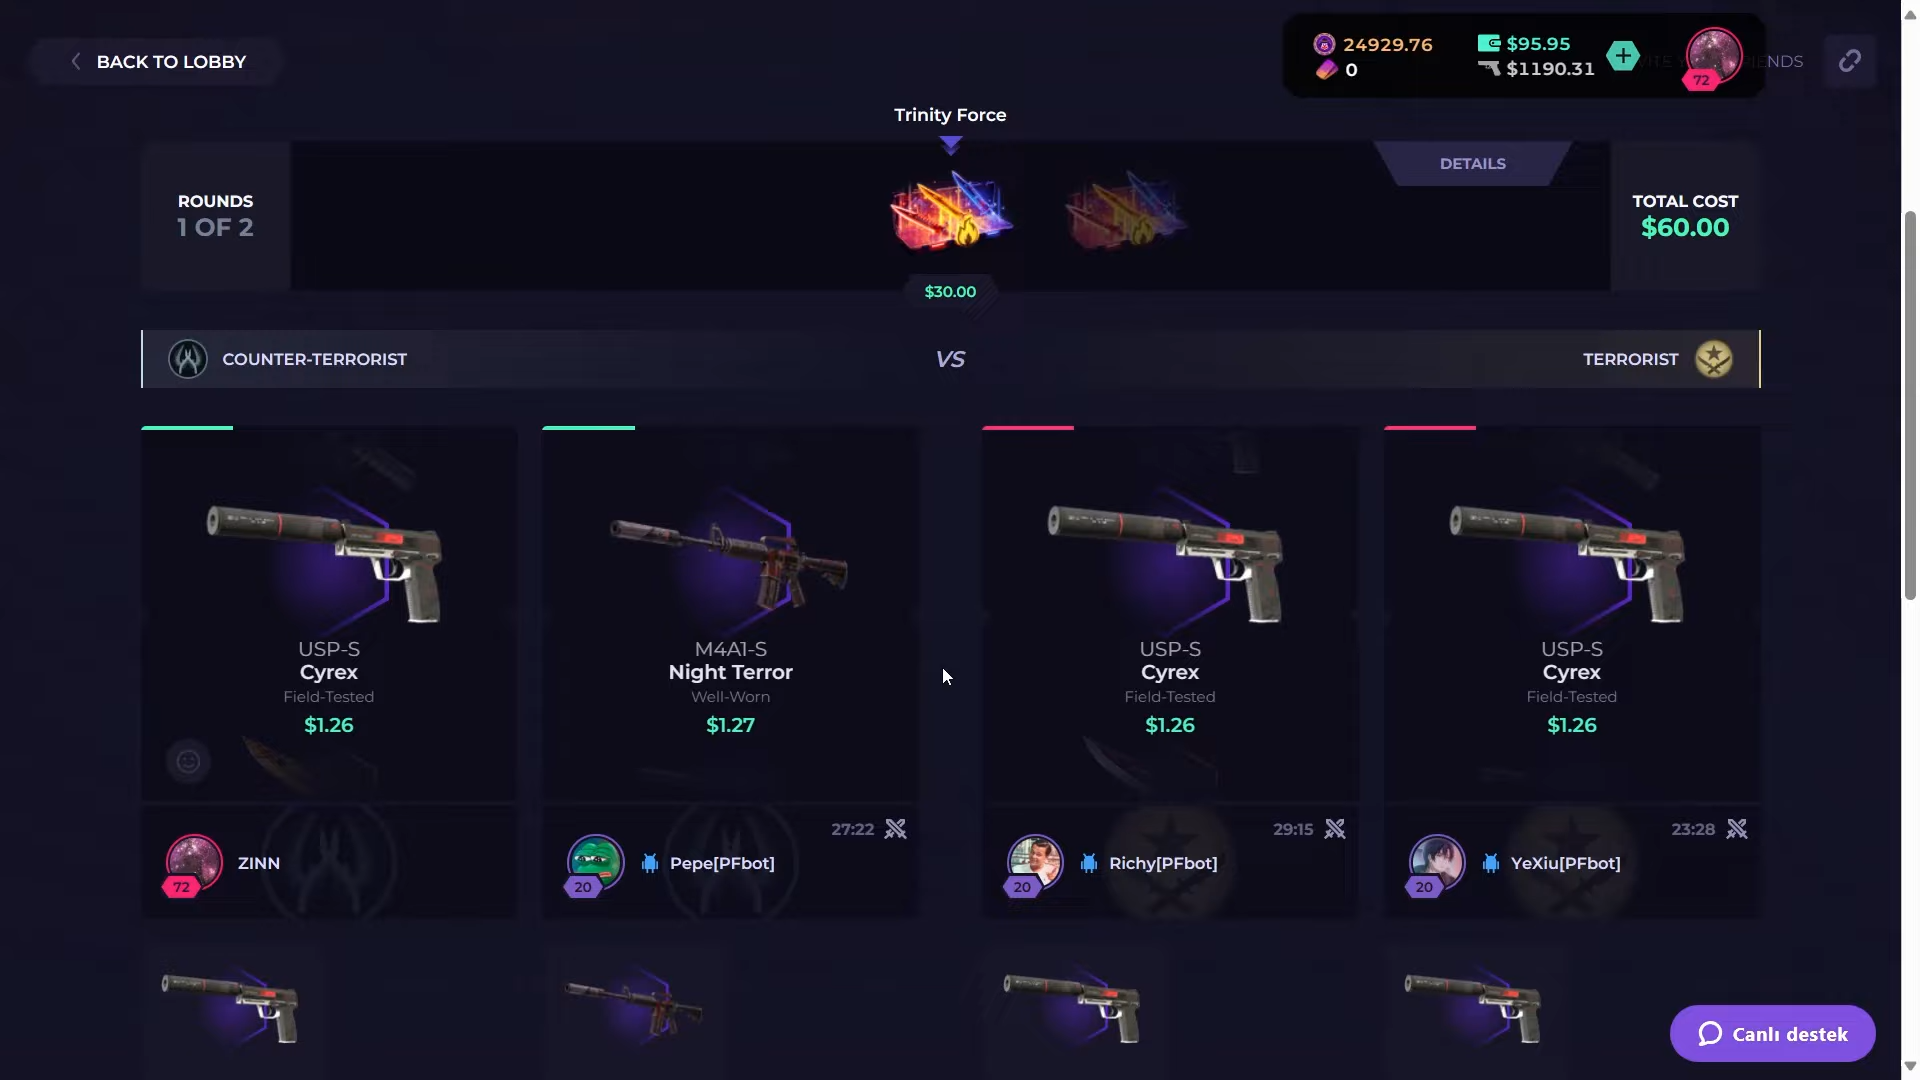 BACK TO LOBBY
24929.76
$95.95
0
$1190.31
72
ENDS
Trinity Force
DETAILS
ROUNDS
1 OF 2
TOTAL COST
$60.00
$30.00
COUNTER-TERRORIST
VS
TERRORIST
USP-S
Cyrex
Field-Tested
$1.26
M4A1-S
Night Terror
Well-Worn
$1.27
USP-S
Cyrex
Field-Tested
$1.26
USP-S
Cyrex
Field-Tested
$1.26
ZINN
72
27:22
Pepe[PFbot]
20
29:15
Richy[PFbot]
20
23:28
YeXiu[PFbot]
20
Canlı destek